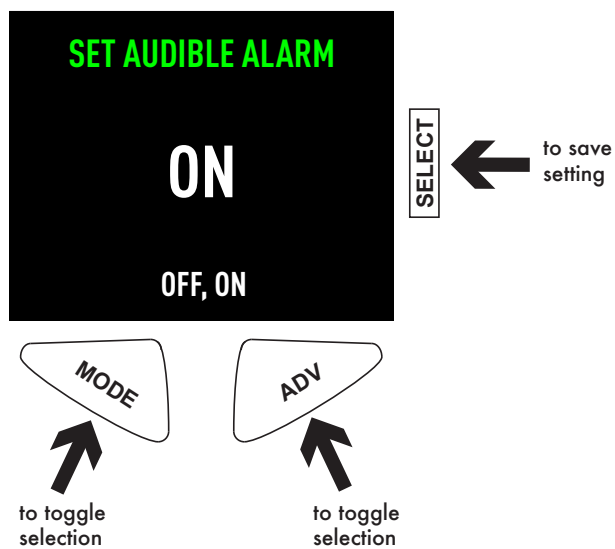 SET AUDIBLE ALARM
ON
OFF, ON
SELECT
to save
setting
MODE
ADV
to toggle
selection
to toggle
selection